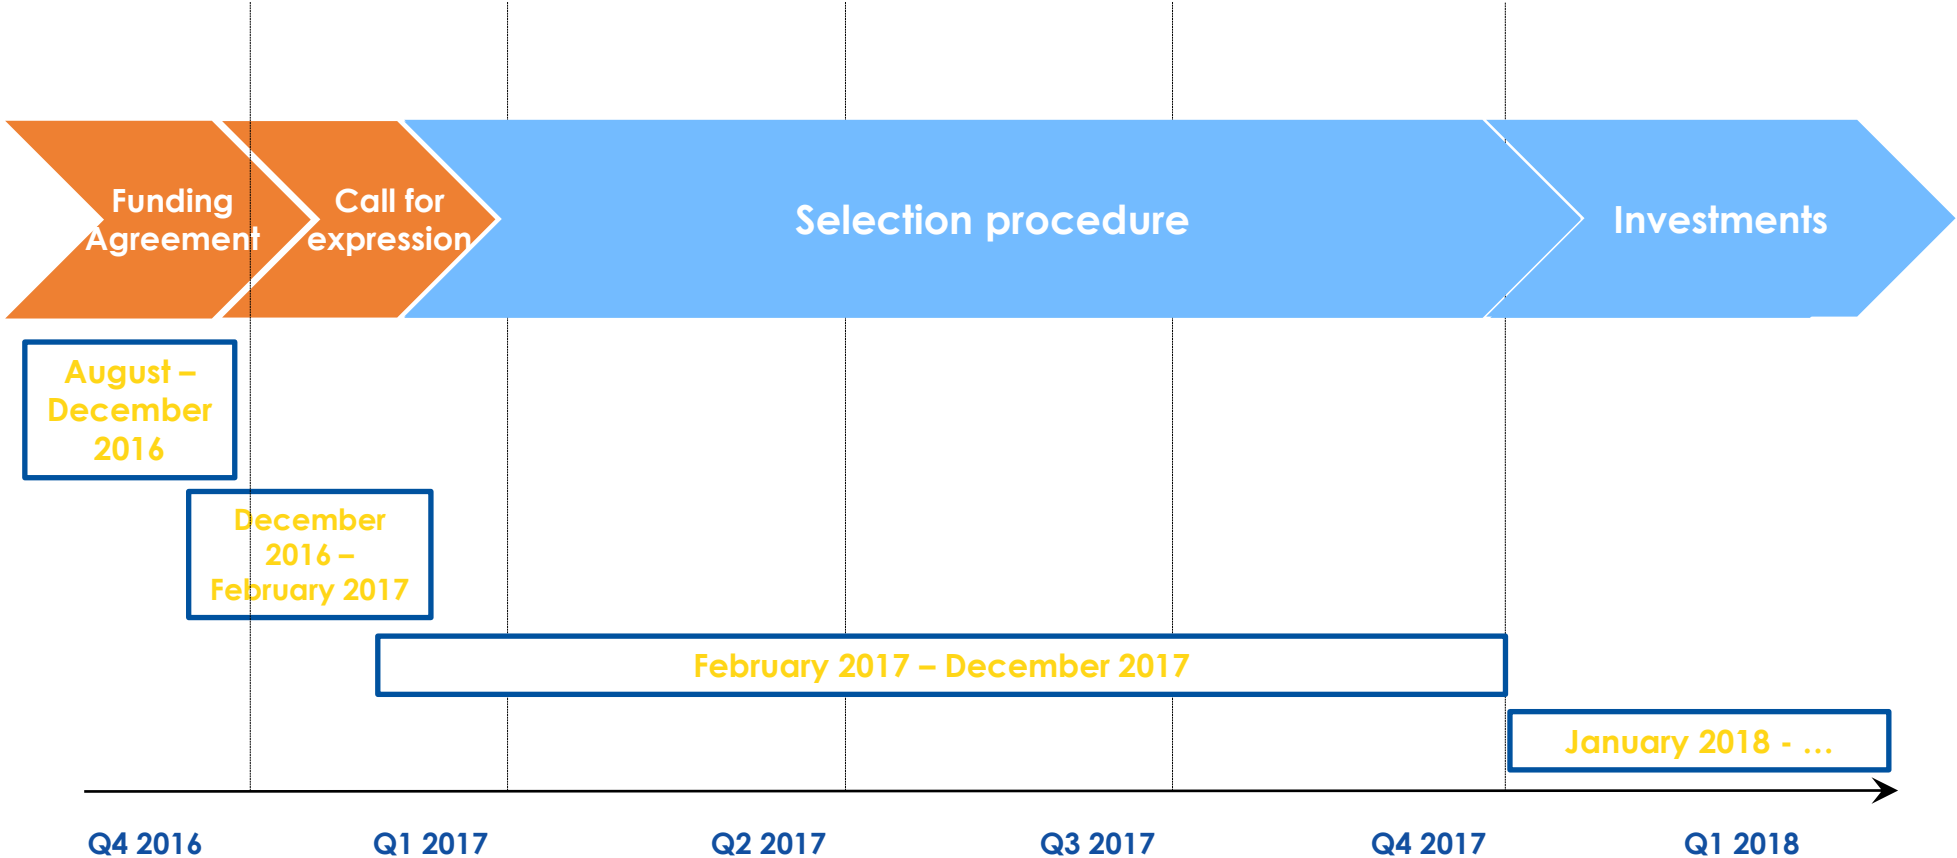 Funding
Agreement
Call for
expression
Selection procedure
Investments
August –
December
2016
December
2016 –
February 2017
February 2017 – December 2017
January 2018 - …
Q4 2016
Q1 2017
Q2 2017
Q3 2017
Q4 2017
Q1 2018